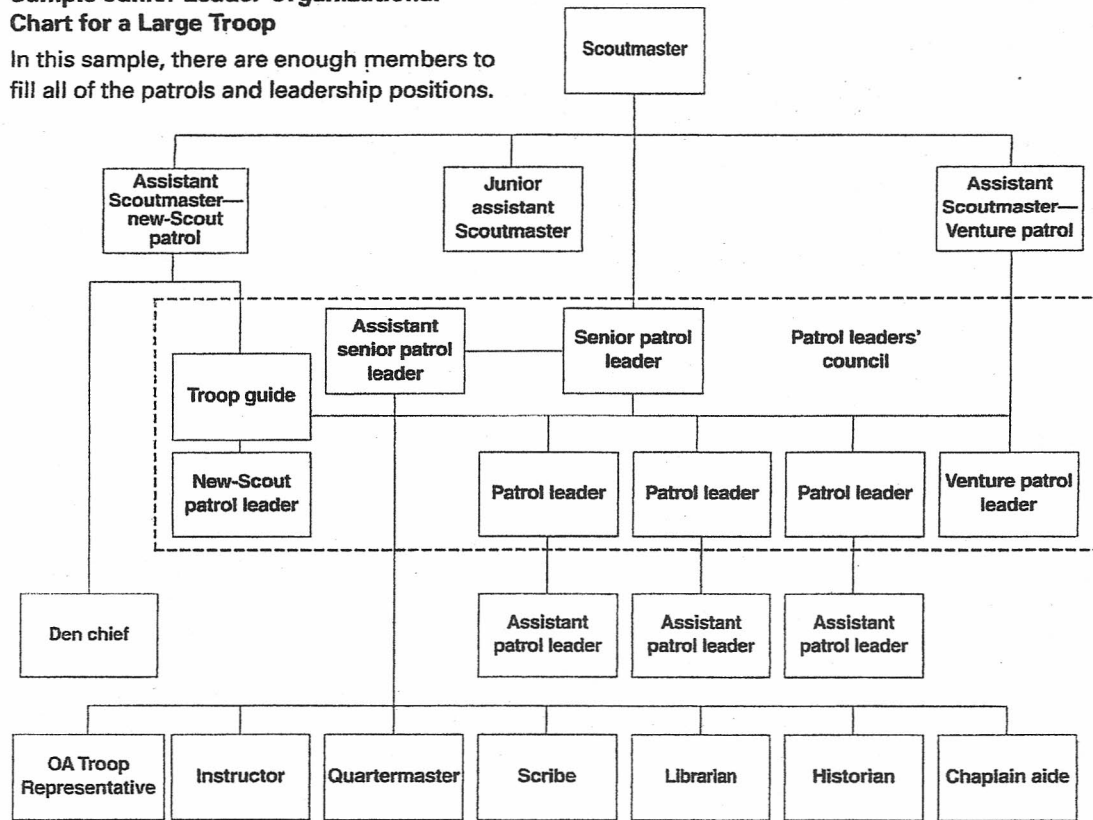 Sample Junior Leader Organizational
Chart for a Large Troop
In this sample, there are enough members to
fill all of the patrols and leadership positions.
Scoutmaster
Assistant
Scoutmaster—
new-Scout
patrol
Junior
assistant
Scoutmaster
Assistant
Scoutmaster—
Venture patrol
Assistant
senior patrol
leader
Senior patrol
leader
Patrol leaders'
council
Troop guide
New-Scout
patrol leader
Patrol leader
Patrol leader
Patrol leader
Venture patrol
leader
Den chief
Assistant
patrol leader
Assistant
patrol leader
Assistant
patrol leader
OA Troop
Representative
Instructor
Quartermaster
Scribe
Librarian
Historian
Chaplain aide